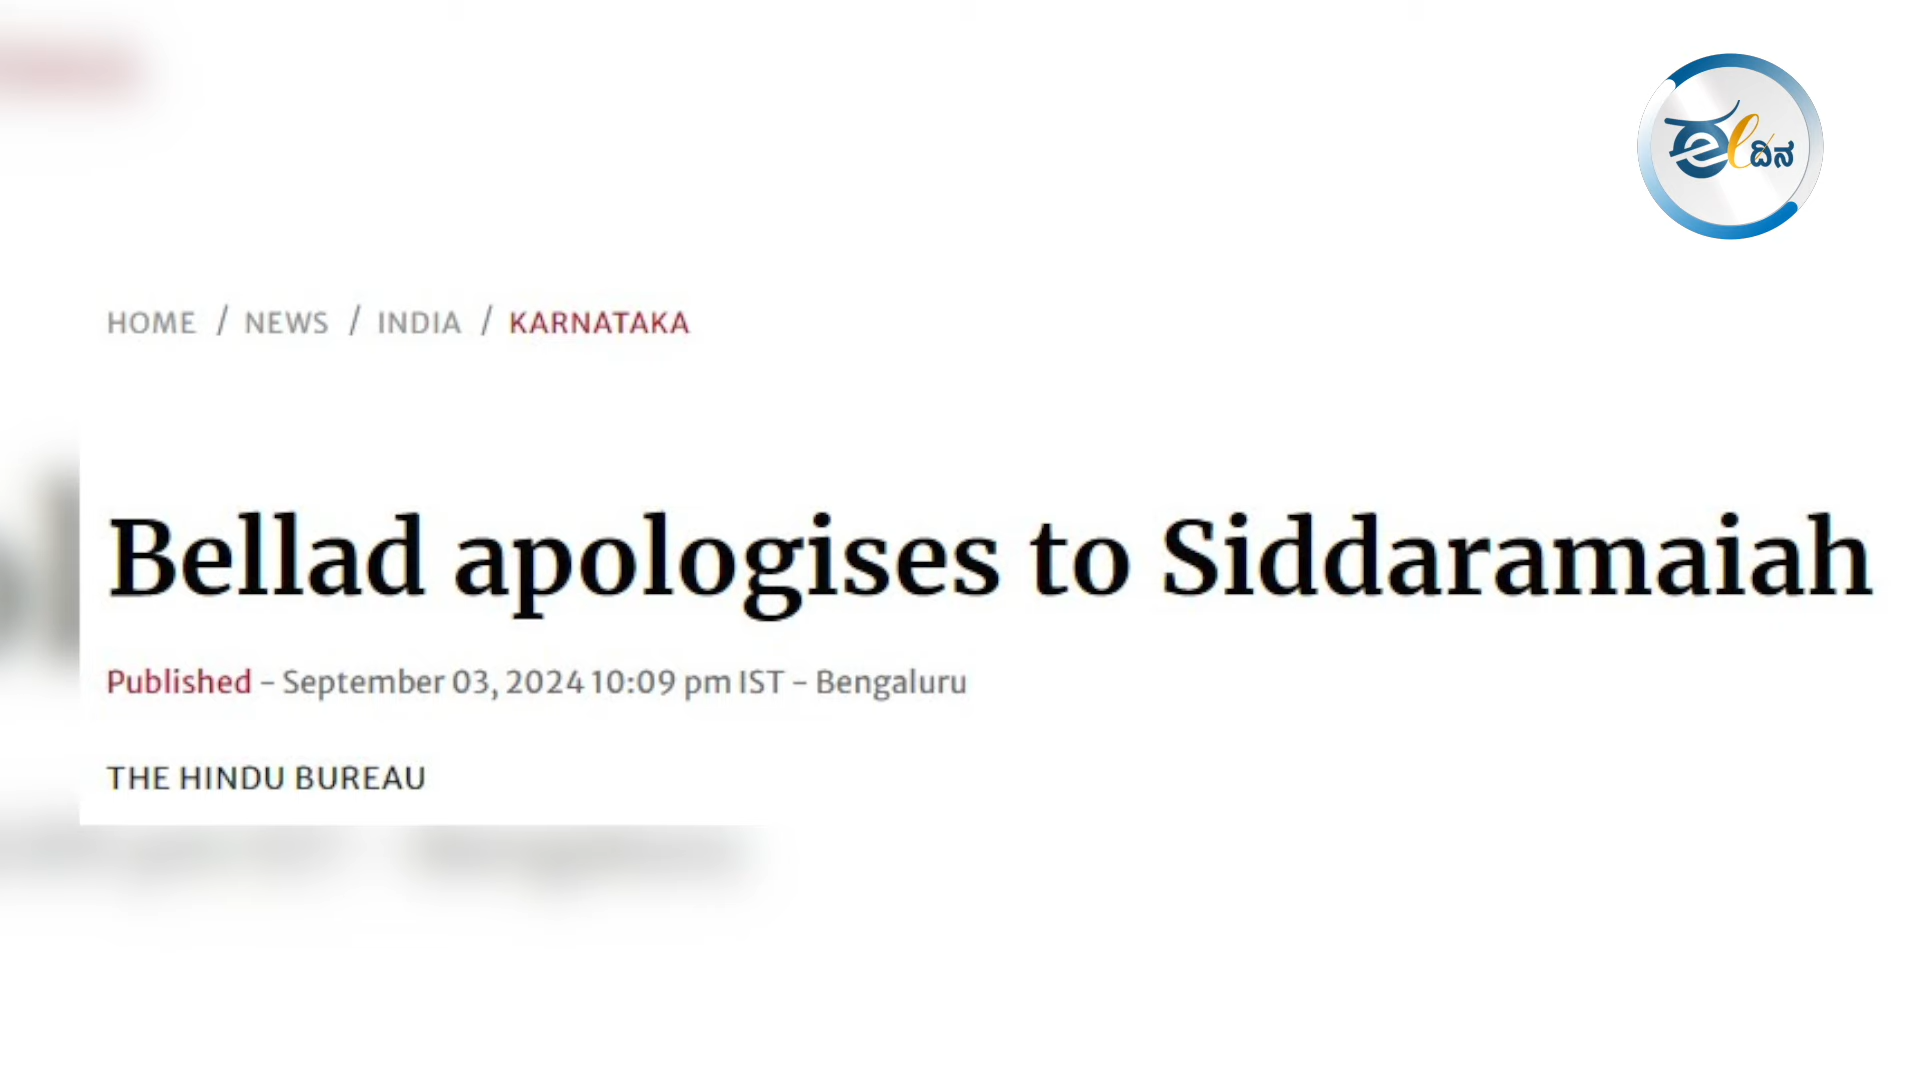 ಈ ದಿನ
HOME / NEWS / INDIA / KARNATAKA
Bellad apologises to Siddaramaiah
Published - September 03, 2024 10:09 pm IST - Bengaluru
THE HINDU BUREAU